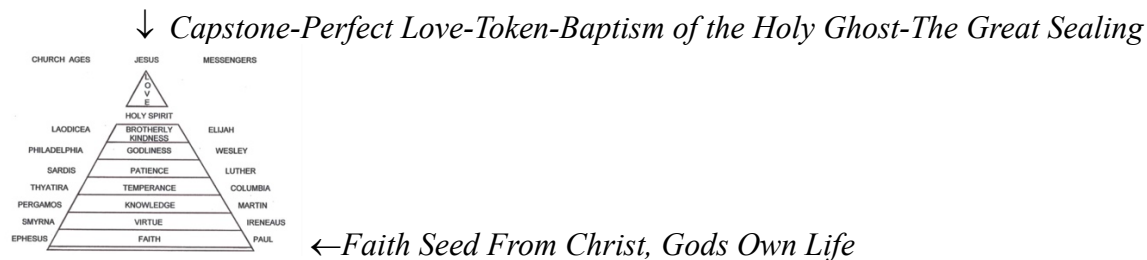 ↓ Capstone-Perfect Love-Token-Baptism of the Holy Ghost-The Great Sealing
CHURCH AGES JESUS MESSENGERS
LOVE
HOLY SPIRIT
LAODICEA BROTHERLY KINDNESS ELIJAH
PHILADELPHIA GODLINESS WESLEY
SARDIS PATIENCE LUTHER
THYATIRA TEMPERANCE COLUMBIA
PERGAMOS KNOWLEDGE MARTIN
SMYRNA VIRTUE IRENEAUS
EPHESUS FAITH PAUL
←Faith Seed From Christ, Gods Own Life